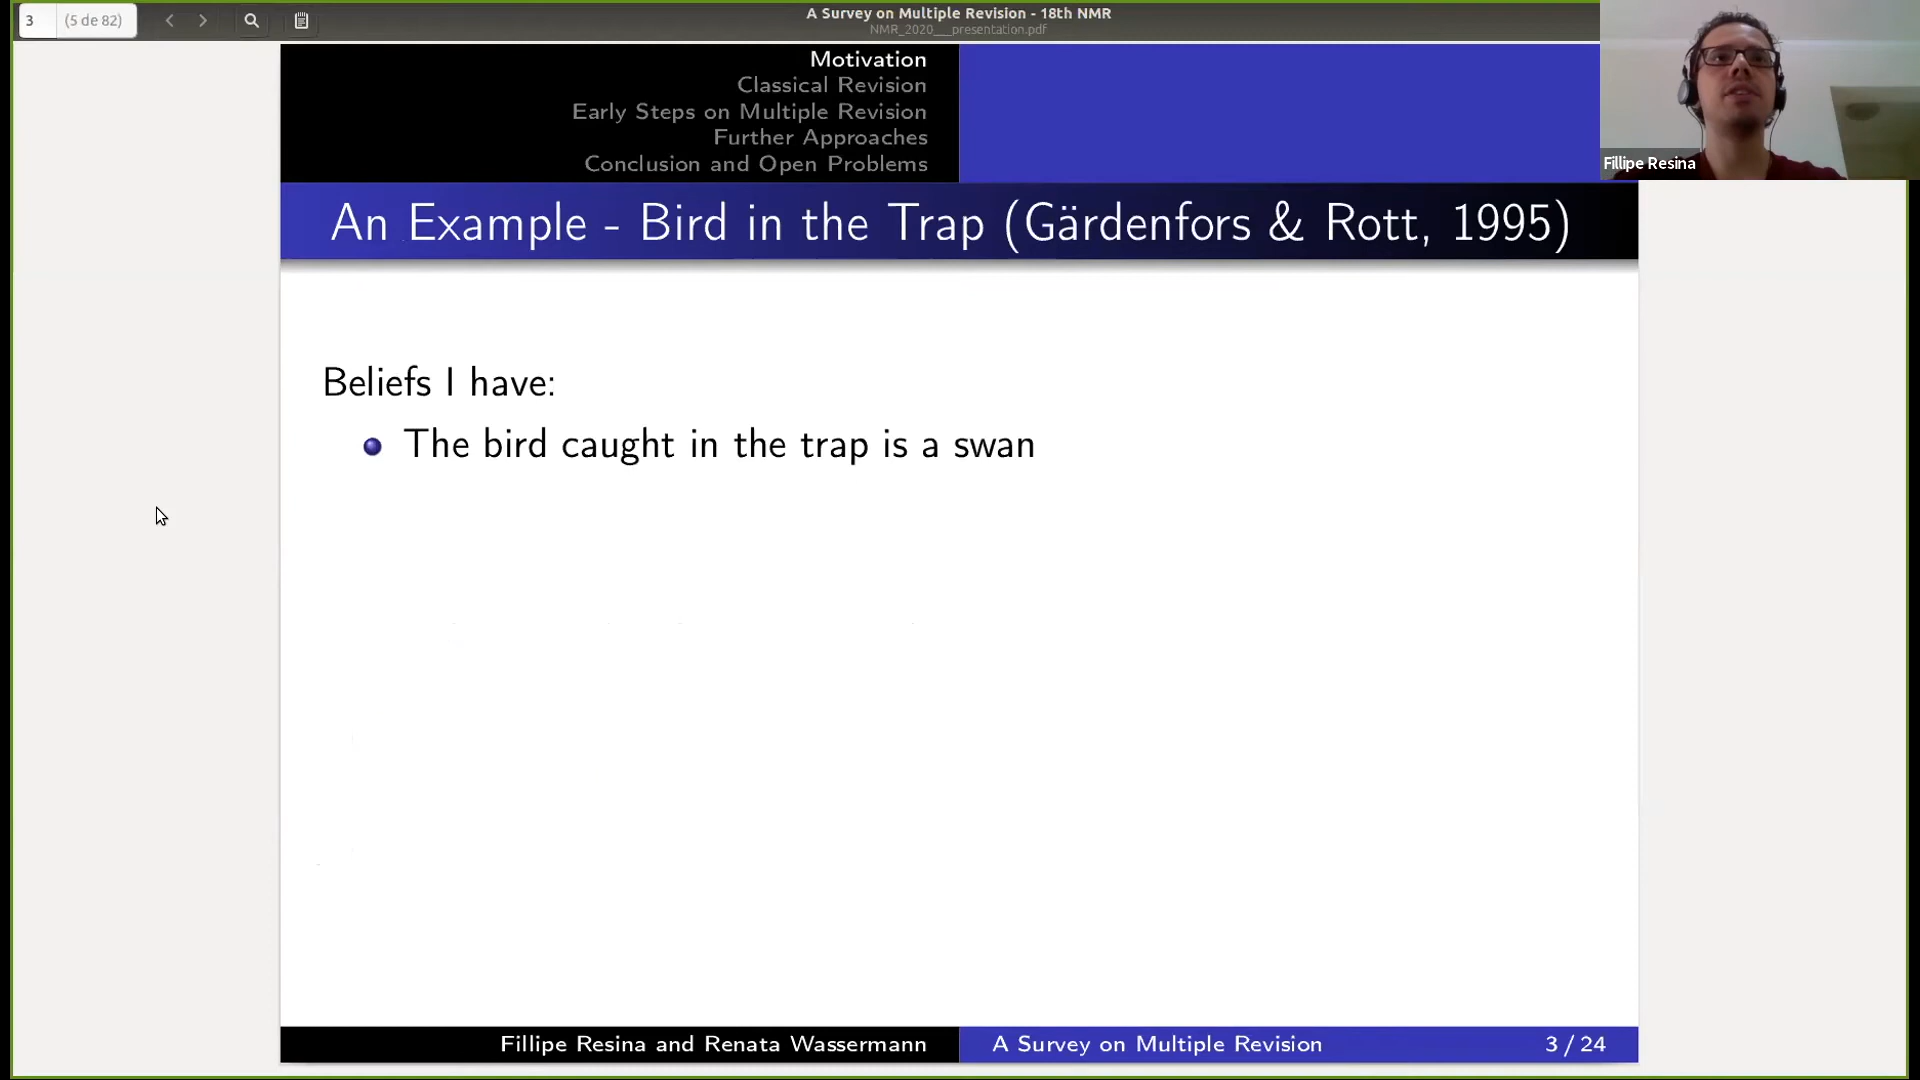 3 (5 de 82)
A Survey on Multiple Revision - 18th NMR
NMR_2020___presentation.pdf
Motivation
Classical Revision
Early Steps on Multiple Revision
Further Approaches
Conclusion and Open Problems
Fillipe Resina
An Example - Bird in the Trap (Gärdenfors & Rott, 1995)
Beliefs I have:
The bird caught in the trap is a swan
Fillipe Resina and Renata Wassermann
A Survey on Multiple Revision
3 / 24